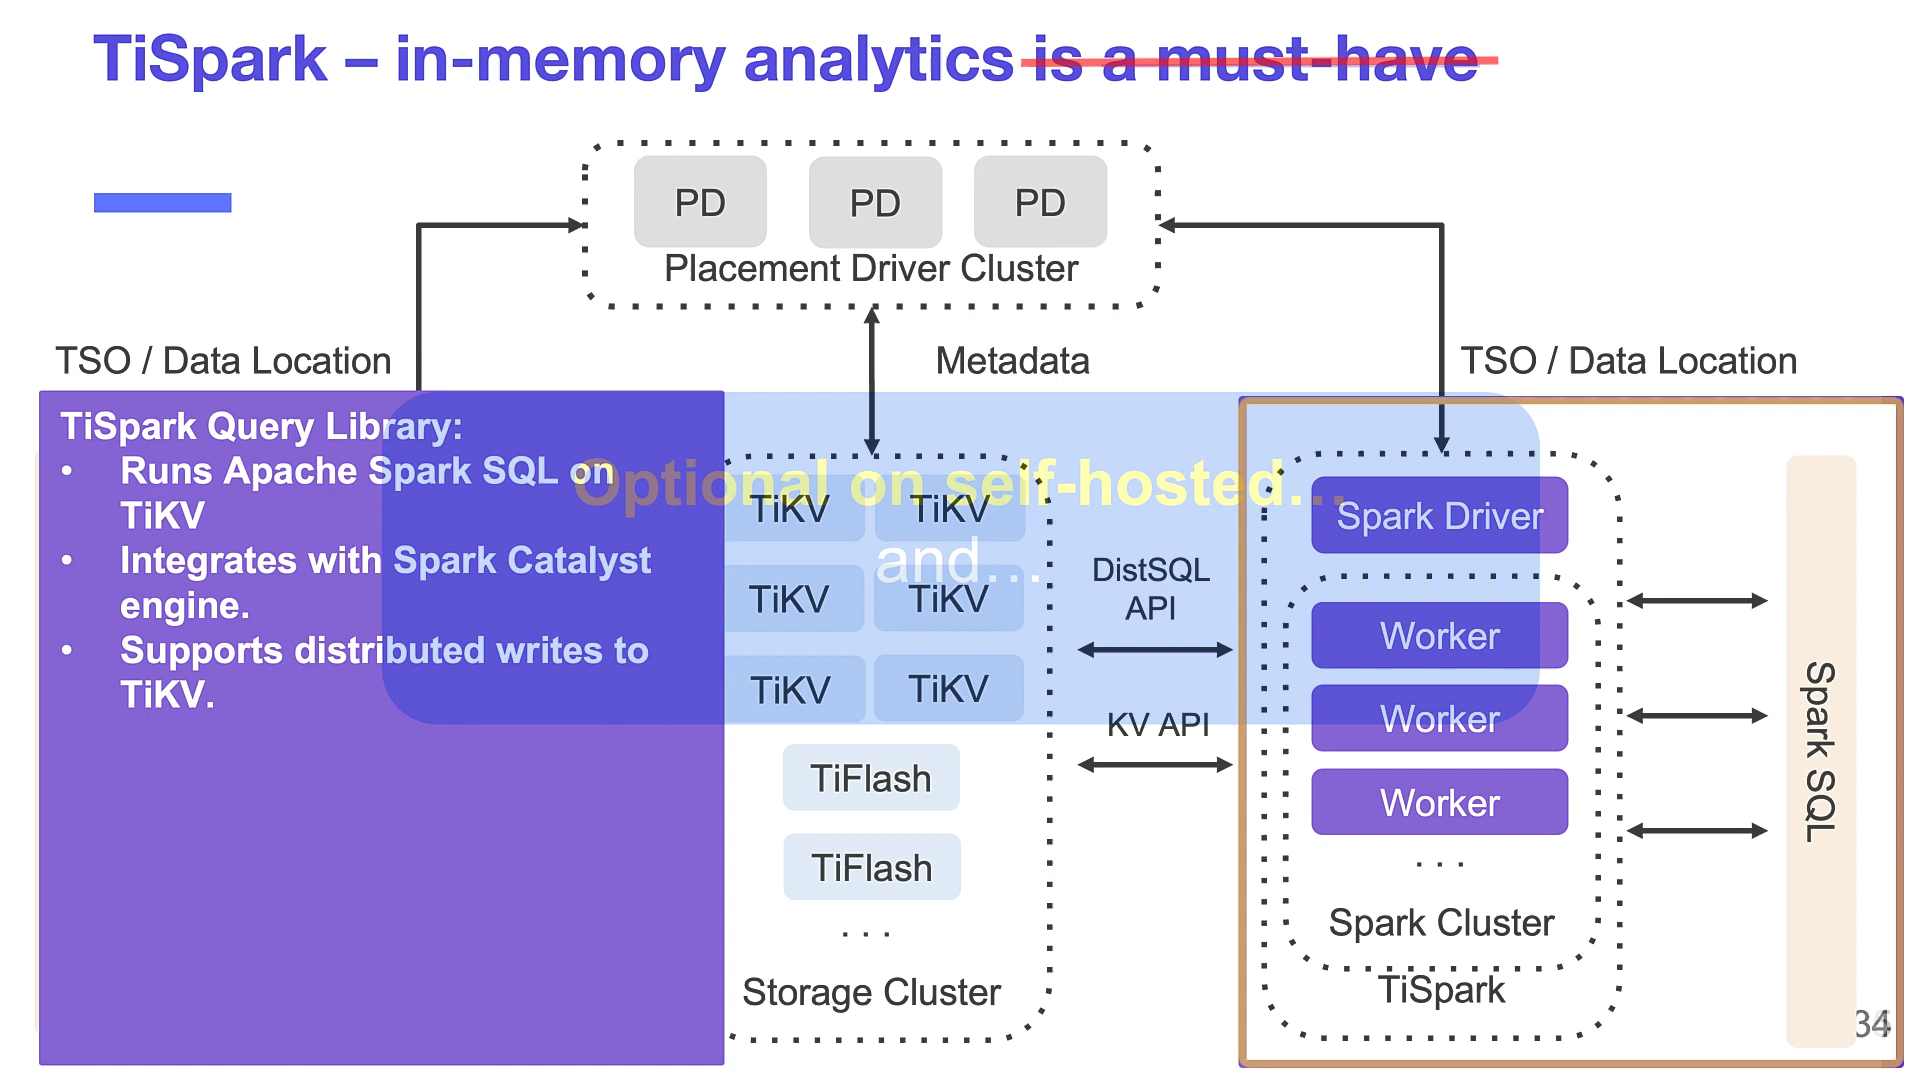 TiSpark – in-memory analytics is a must-have
PD
PD
PD
Placement Driver Cluster
TSO / Data Location
Metadata
TSO / Data Location
TiSpark Query Library:
• Runs Apache Spark SQL on
TiKV
• Integrates with Spark Catalyst
engine.
• Supports distributed writes to
TiKV.
Optional on self-hosted...
and...
TiKV
TiKV
TiKV
TiKV
TiKV
TiKV
TiFlash
TiFlash
. . .
Storage Cluster
DistSQL
API
KV API
Spark Driver
Worker
Worker
Worker
. . .
Spark Cluster
TiSpark
Spark SQL
34